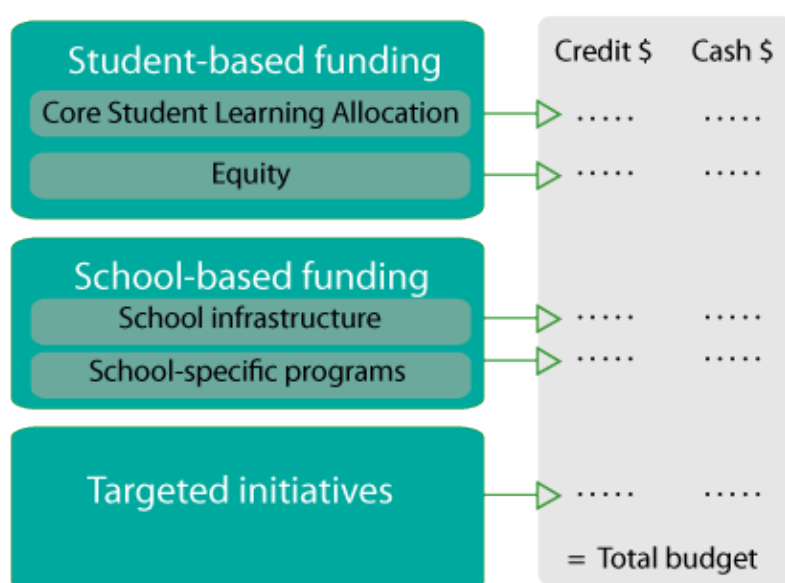 Student-based funding
Credit $ Cash $
Core Student Learning Allocation ..... .....
Equity ..... .....
School-based funding
School infrastructure ..... .....
School-specific programs ..... .....
Targeted initiatives ..... .....
= Total budget